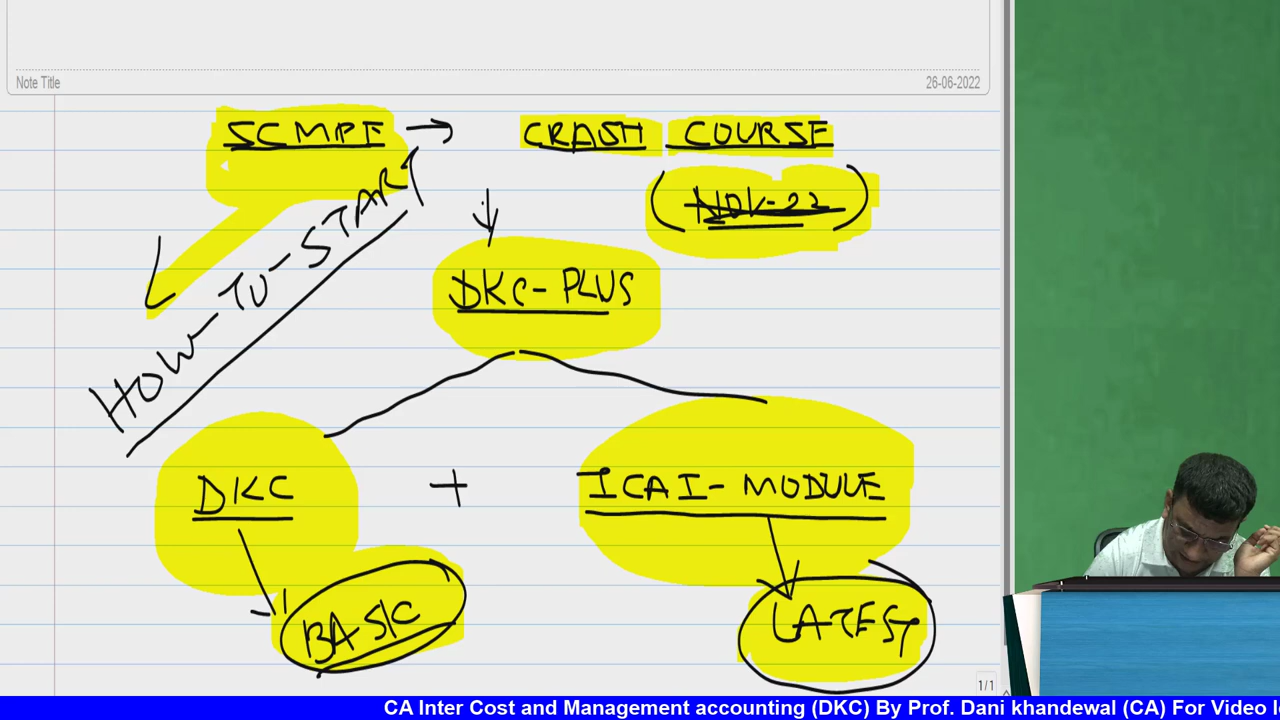 Note Title
26-06-2022
SCMPE → CRASH COURSE
(NOV-22)
HOW-TO-START
DKC-PLUS
DKC + ICAI-MODULE
BASIC
LATEST
1/1
CA Inter Cost and Management accounting (DKC) By Prof. Dani khandewal (CA) For Video l